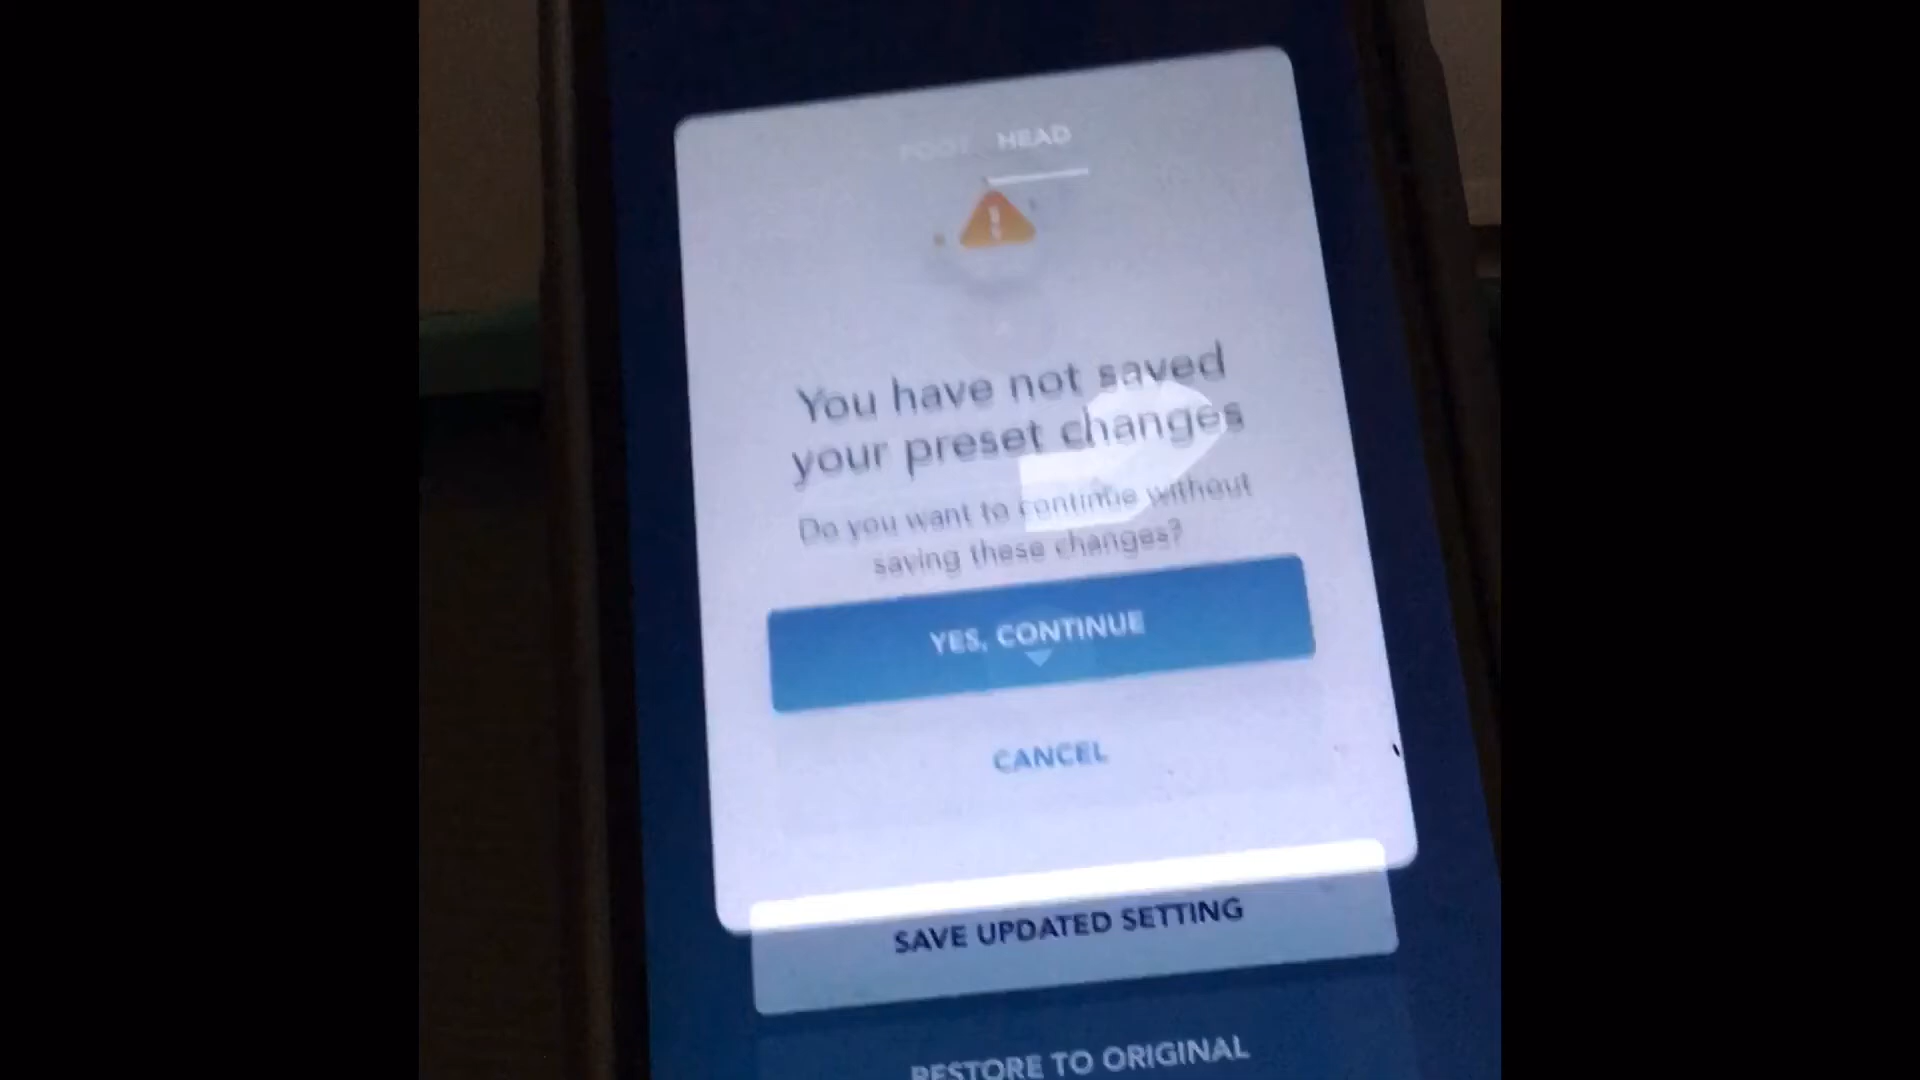 FOOT HEAD
You have not saved
your preset changes
Do you want to continue without
saving these changes?
YES, CONTINUE
CANCEL
SAVE UPDATED SETTING
RESTORE TO ORIGINAL